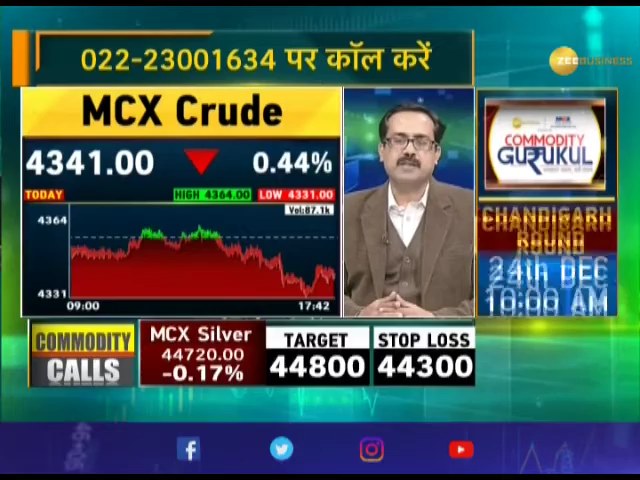 022-23001634 पर कॉल करें
ZEEBUSINESS
MCX Crude
4341.00 0.44%
TODAY HIGH 4364.00 LOW 4331.00
Vol:87.1k
4364
4331
09:00 17:42
COMMODITY
GURUKUL
CHANDIGARH
ROUND
24th DEC
10:00 AM
COMMODITY
CALLS
MCX Silver
44720.00
-0.17%
TARGET
44800
STOP LOSS
44300